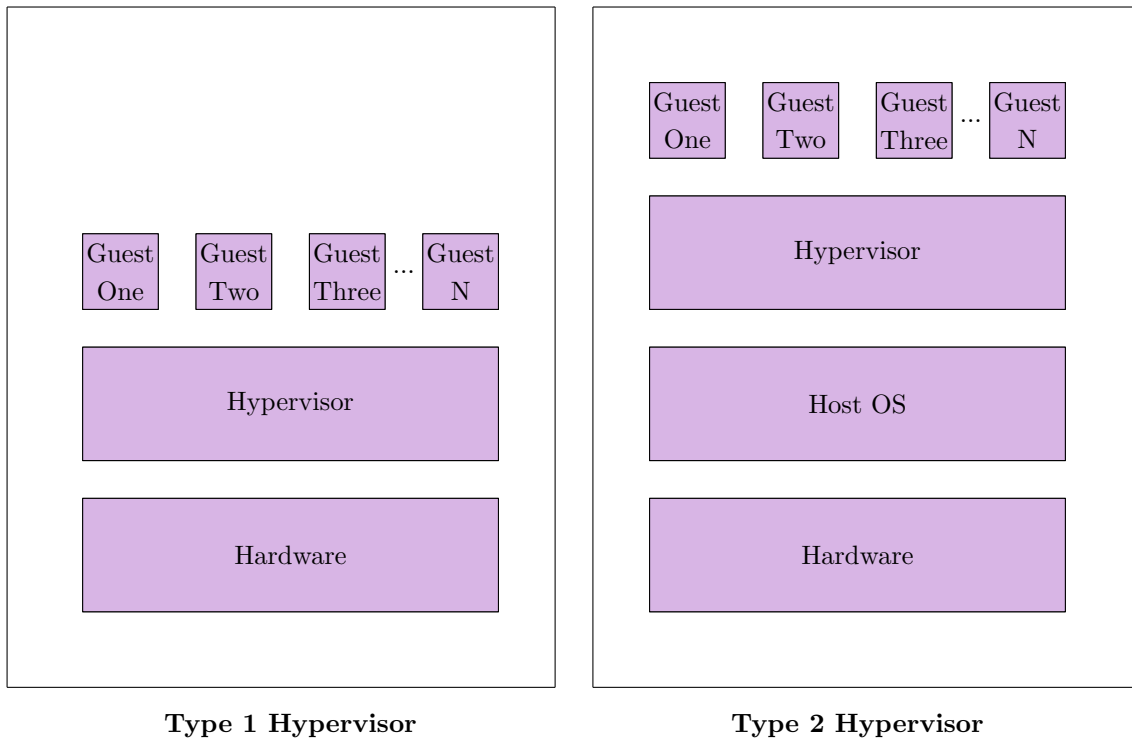 Guest
One
Guest
Two
Guest
Three
...
Guest
N
Hypervisor
Hardware
Type 1 Hypervisor
Guest
One
Guest
Two
Guest
Three
...
Guest
N
Hypervisor
Host OS
Hardware
Type 2 Hypervisor